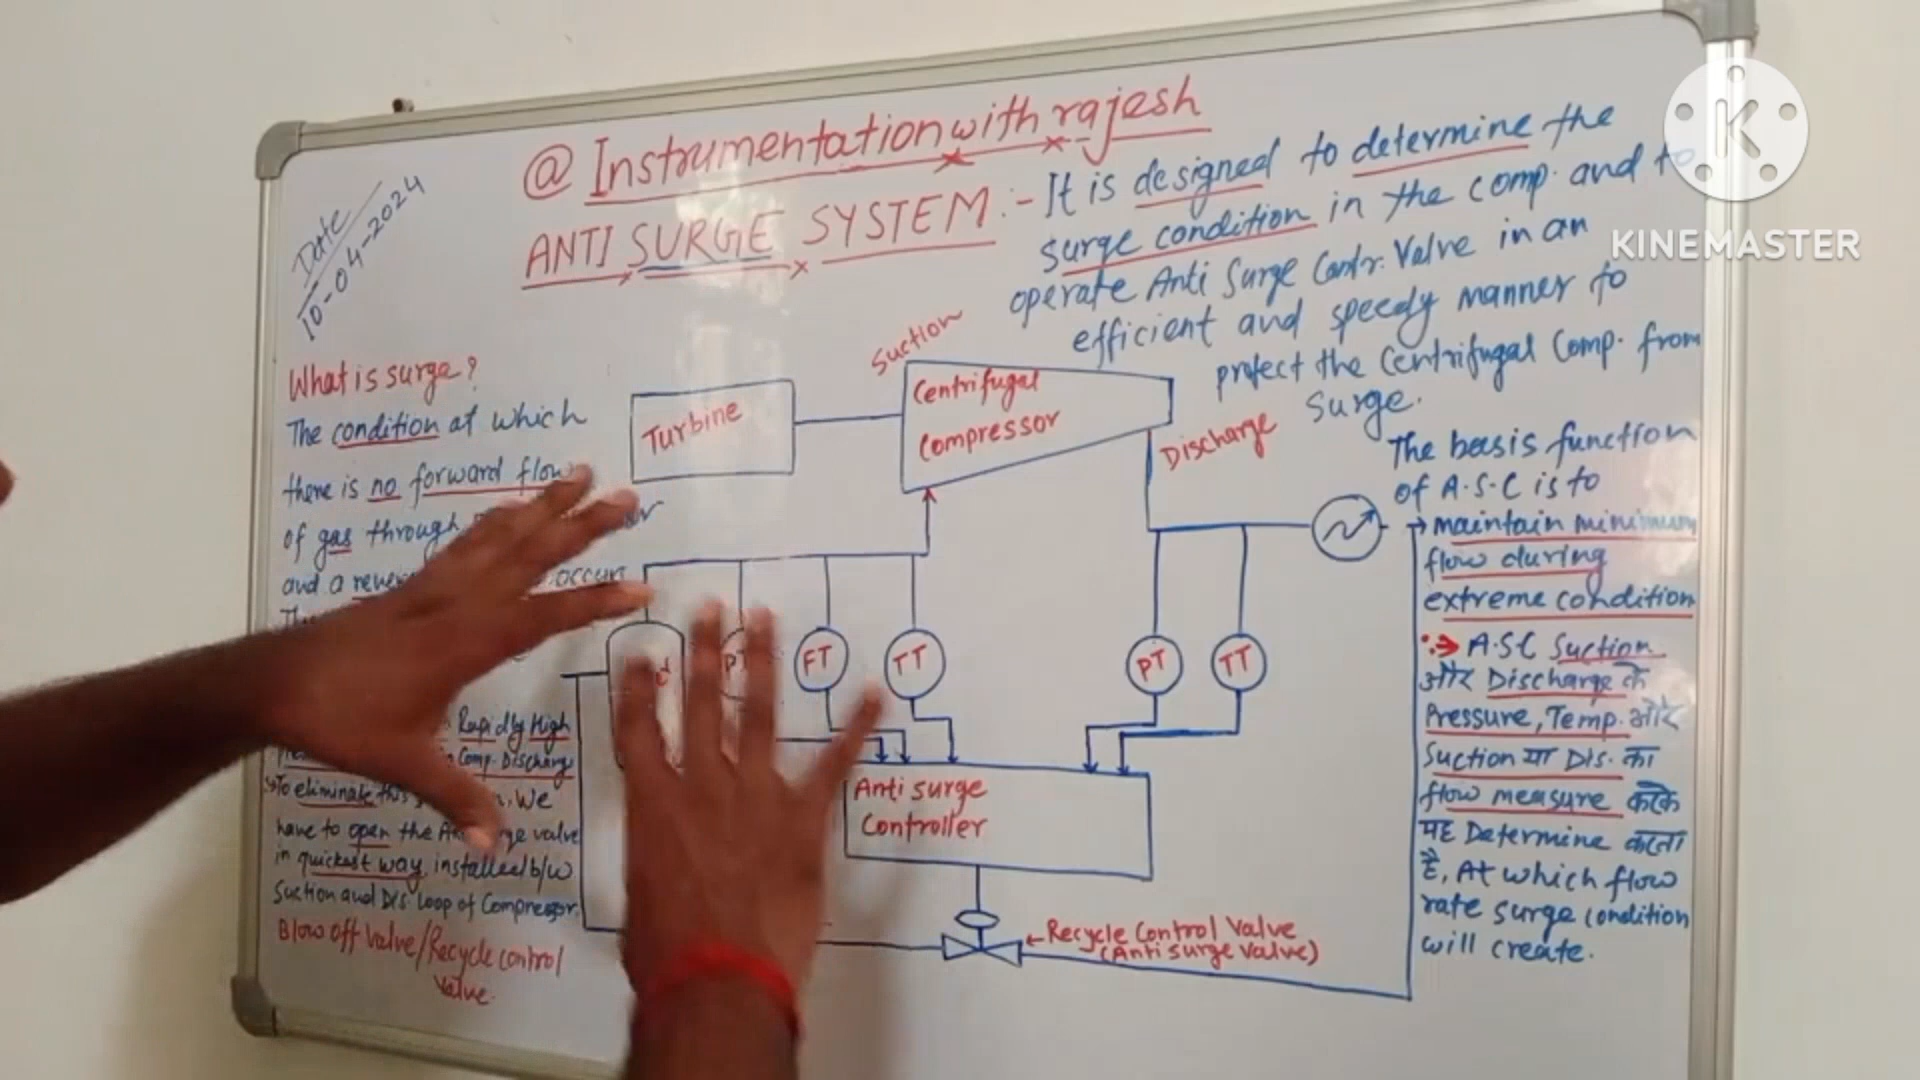 @ Instrumentation with rajesh
KINEMASTER
Date
10-04-2024
ANTI SURGE SYSTEM :- It is designed to determine the
surge condition in the comp. and to
operate Anti Surge Contr. Valve in an
efficient and speedy manner to
protect the Centrifugal Comp. from
Surge.
What is surge?
The condition at which
there is no forward flow
of gas through
and a occur
Rapidly High
Comp. Discharge
To eliminate this We
have to open the valve
in quickest way, installed b/w
Suction and Dis. loop of Compressor.
Blow off valve/Recycle control
valve.
Suction
Turbine
Centrifugal
Compressor
Discharge
FT
TT
PT
TT
Anti surge
Controller
←Recycle Control Valve
(Anti surge valve)
The basis function
of A.S.C is to
→ maintain minimum
flow during
extreme condition
A.S.C Suction
और Discharge के
Pressure, Temp. और
Suction या Dis. का
flow measure करके
यह Determine करता
है, At which flow
rate surge condition
will create.